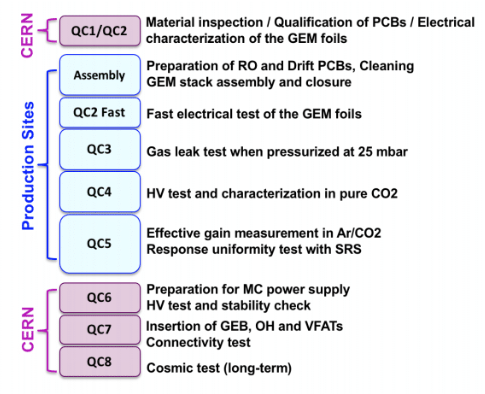 CERN
QC1/QC2
Material inspection / Qualification of PCBs / Electrical
characterization of the GEM foils
Production Sites
Assembly
Preparation of RO and Drift PCBs, Cleaning
GEM stack assembly and closure
QC2 Fast
Fast electrical test of the GEM foils
QC3
Gas leak test when pressurized at 25 mbar
QC4
HV test and characterization in pure CO2
QC5
Effective gain measurement in Ar/CO2
Response uniformity test with SRS
CERN
QC6
Preparation for MC power supply
HV test and stability check
QC7
Insertion of GEB, OH and VFATs
Connectivity test
QC8
Cosmic test (long-term)